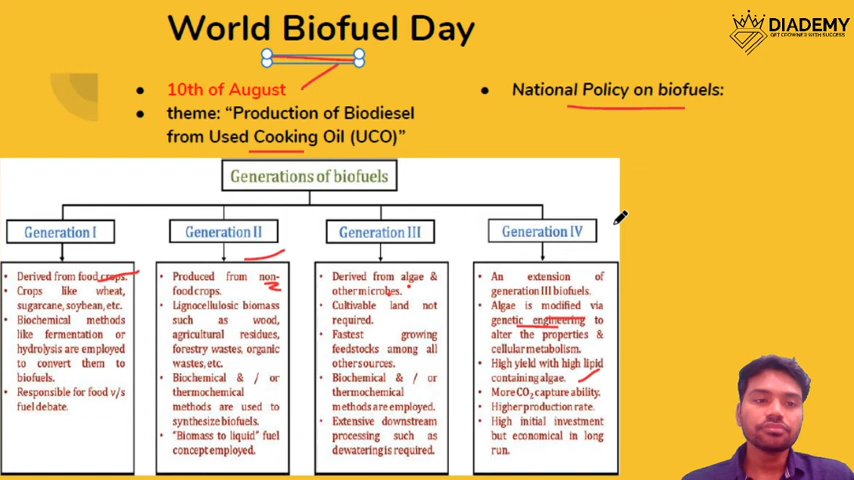 World Biofuel Day
DIADEMY
GET CROWNED WITH SUCCESS
• 10th of August
• theme: “Production of Biodiesel
from Used Cooking Oil (UCO)”
• National Policy on biofuels:
Generations of biofuels
Generation I
• Derived from food crops.
• Crops like wheat,
sugarcane, soybean, etc.
• Biochemical methods
like fermentation or
hydrolysis are employed
to convert them to
biofuels.
• Responsible for food v/s
fuel debate.
Generation II
• Produced from non-
food crops.
• Lignocellulosic biomass
such as wood,
agricultural residues,
forestry wastes, organic
wastes, etc.
• Biochemical & / or
thermochemical
methods are used to
synthesize biofuels.
• "Biomass to liquid" fuel
concept employed.
Generation III
• Derived from algae &
other microbes.
• Cultivable land not
required.
• Fastest growing
feedstocks among all
other sources.
• Biochemical & / or
thermochemical
methods are employed.
• Extensive downstream
processing such as
dewatering is required.
Generation IV
• An extension of
generation III biofuels.
• Algae is modified via
genetic engineering to
alter the properties &
cellular metabolism.
• High yield with high lipid
containing algae.
• More CO₂ capture ability.
• Higher production rate.
• High initial investment
but economical in long
run.